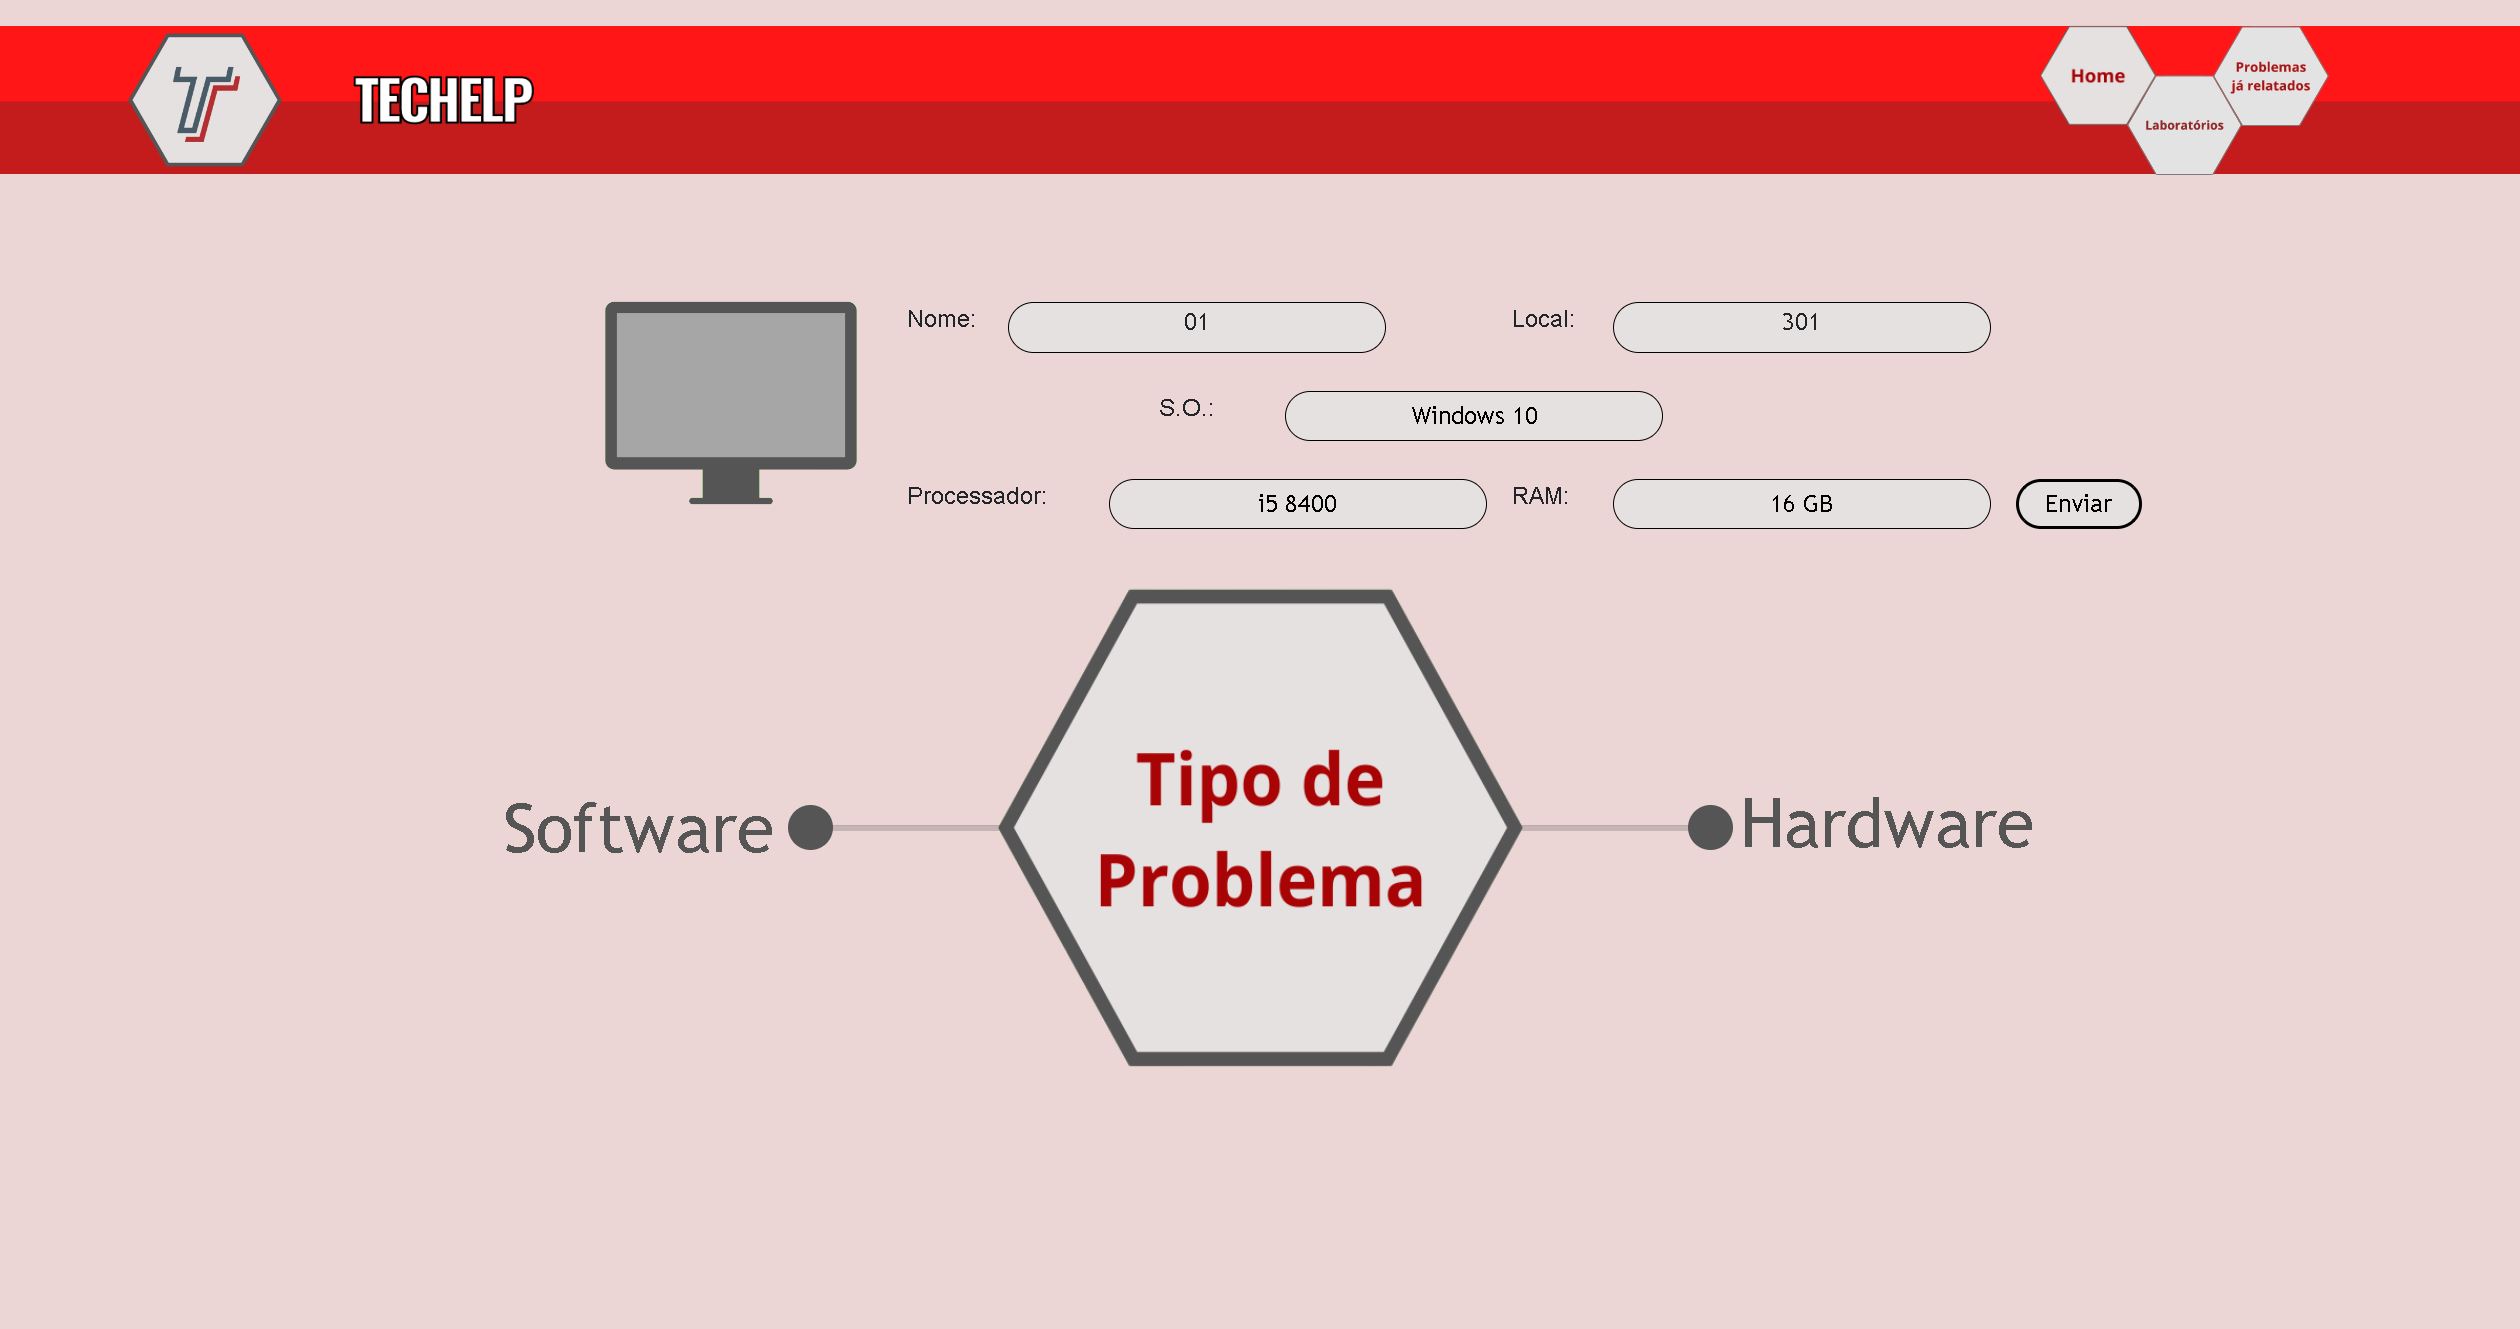 TECHELP
Home
Laboratórios
Problemas
já relatados
Nome:
01
Local:
301
S.O.:
Windows 10
Processador:
i5 8400
RAM:
16 GB
Enviar
Tipo de
Problema
Software
Hardware